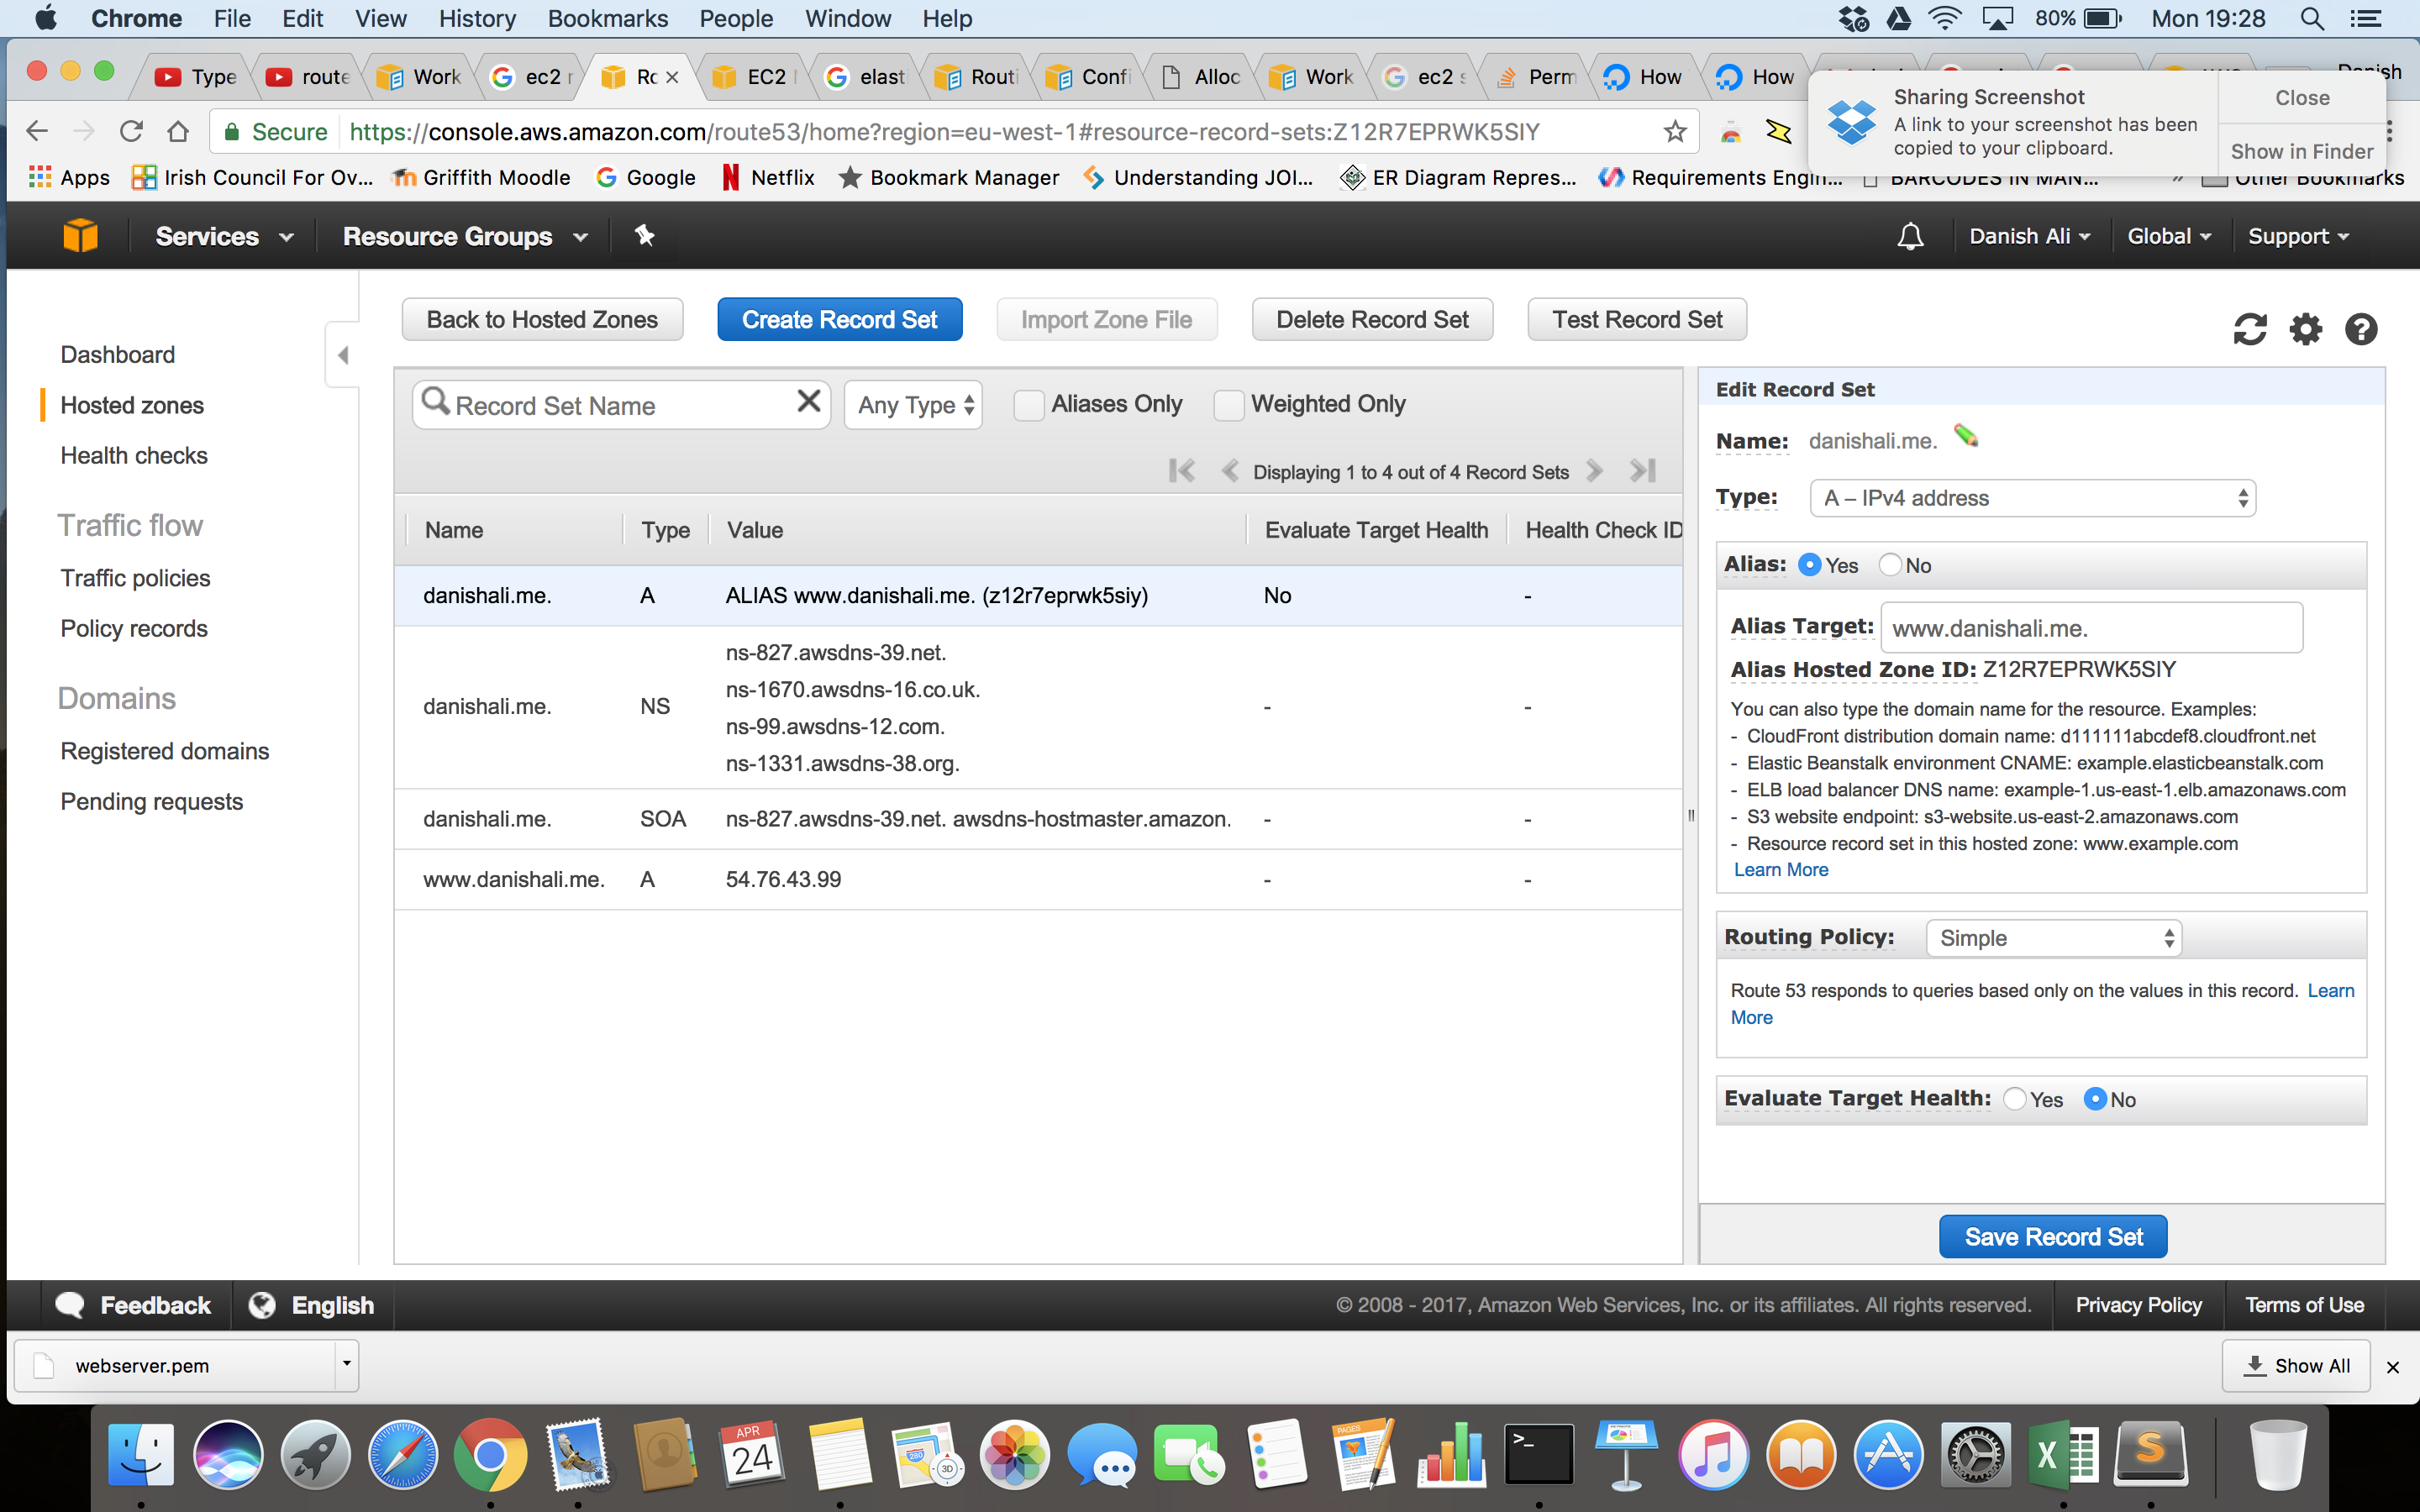 Chrome File Edit View History Bookmarks People Window Help 80% Mon 19:28
Type route Work ec2 r Ro EC2 elast Routi Confi Alloc Work ec2 s Perm How How
Secure https://console.aws.amazon.com/route53/home?region=eu-west-1#resource-record-sets:Z12R7EPRWK5SIY
Sharing Screenshot
A link to your screenshot has been
copied to your clipboard.
Close
Show in Finder
Apps Irish Council For Ov... Griffith Moodle Google Netflix Bookmark Manager Understanding JOI... ER Diagram Repres... Requirements Engin... BARCODES IN MAN... » Other Bookmarks
Services Resource Groups Danish Ali Global Support
Back to Hosted Zones Create Record Set Import Zone File Delete Record Set Test Record Set
Dashboard
Hosted zones
Health checks
Traffic flow
Traffic policies
Policy records
Domains
Registered domains
Pending requests
Record Set Name Any Type Aliases Only Weighted Only
Displaying 1 to 4 out of 4 Record Sets
Name Type Value Evaluate Target Health Health Check ID
danishali.me. A ALIAS www.danishali.me. (z12r7eprwk5siy) No -
danishali.me. NS ns-827.awsdns-39.net. - -
ns-1670.awsdns-16.co.uk.
ns-99.awsdns-12.com.
ns-1331.awsdns-38.org.
danishali.me. SOA ns-827.awsdns-39.net. awsdns-hostmaster.amazon. - -
www.danishali.me. A 54.76.43.99 - -
Edit Record Set
Name: danishali.me.
Type: A – IPv4 address
Alias: Yes No
Alias Target: www.danishali.me.
Alias Hosted Zone ID: Z12R7EPRWK5SIY
You can also type the domain name for the resource. Examples:
- CloudFront distribution domain name: d111111abcdef8.cloudfront.net
- Elastic Beanstalk environment CNAME: example.elasticbeanstalk.com
- ELB load balancer DNS name: example-1.us-east-1.elb.amazonaws.com
- S3 website endpoint: s3-website.us-east-2.amazonaws.com
- Resource record set in this hosted zone: www.example.com
Learn More
Routing Policy: Simple
Route 53 responds to queries based only on the values in this record. Learn
More
Evaluate Target Health: Yes No
Save Record Set
Feedback English © 2008 - 2017, Amazon Web Services, Inc. or its affiliates. All rights reserved. Privacy Policy Terms of Use
webserver.pem Show All
APR
24
280
3D
PAGES
>_